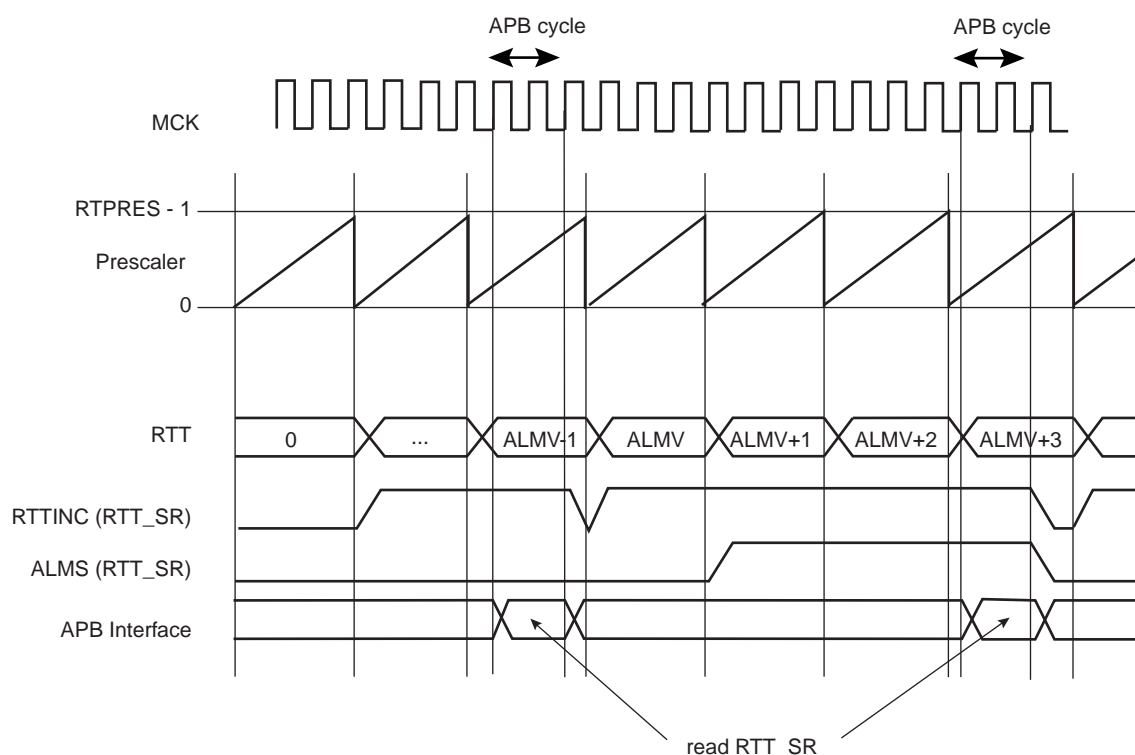 APB cycle APB cycle
MCK
RTPRES - 1
Prescaler
0
RTT 0 ... ALMV-1 ALMV ALMV+1 ALMV+2 ALMV+3
RTTINC (RTT_SR)
ALMS (RTT_SR)
APB Interface
read RTT_SR